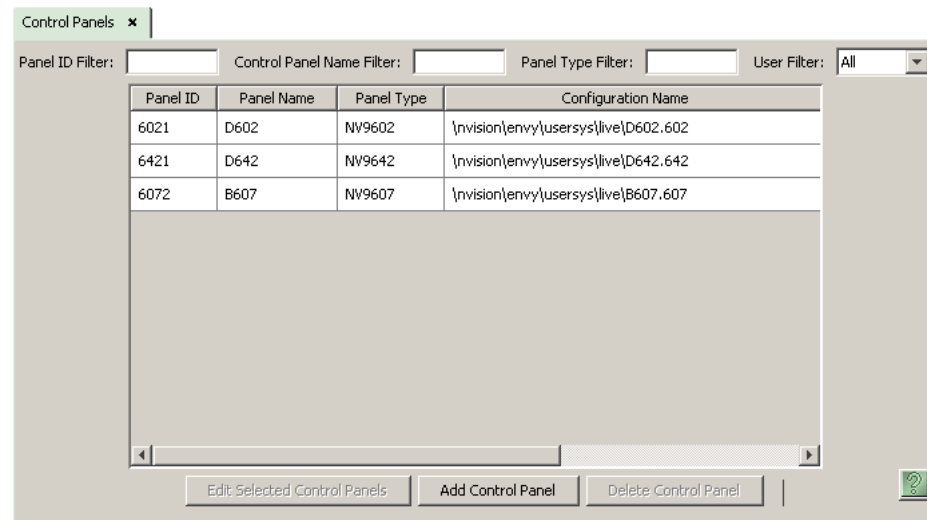 Control Panels ×
Panel ID Filter: Control Panel Name Filter: Panel Type Filter: User Filter: All
Panel ID Panel Name Panel Type Configuration Name
6021 D602 NV9602 \nvision\envy\usersys\live\D602.602
6421 D642 NV9642 \nvision\envy\usersys\live\D642.642
6072 B607 NV9607 \nvision\envy\usersys\live\B607.607
Edit Selected Control Panels Add Control Panel Delete Control Panel ?